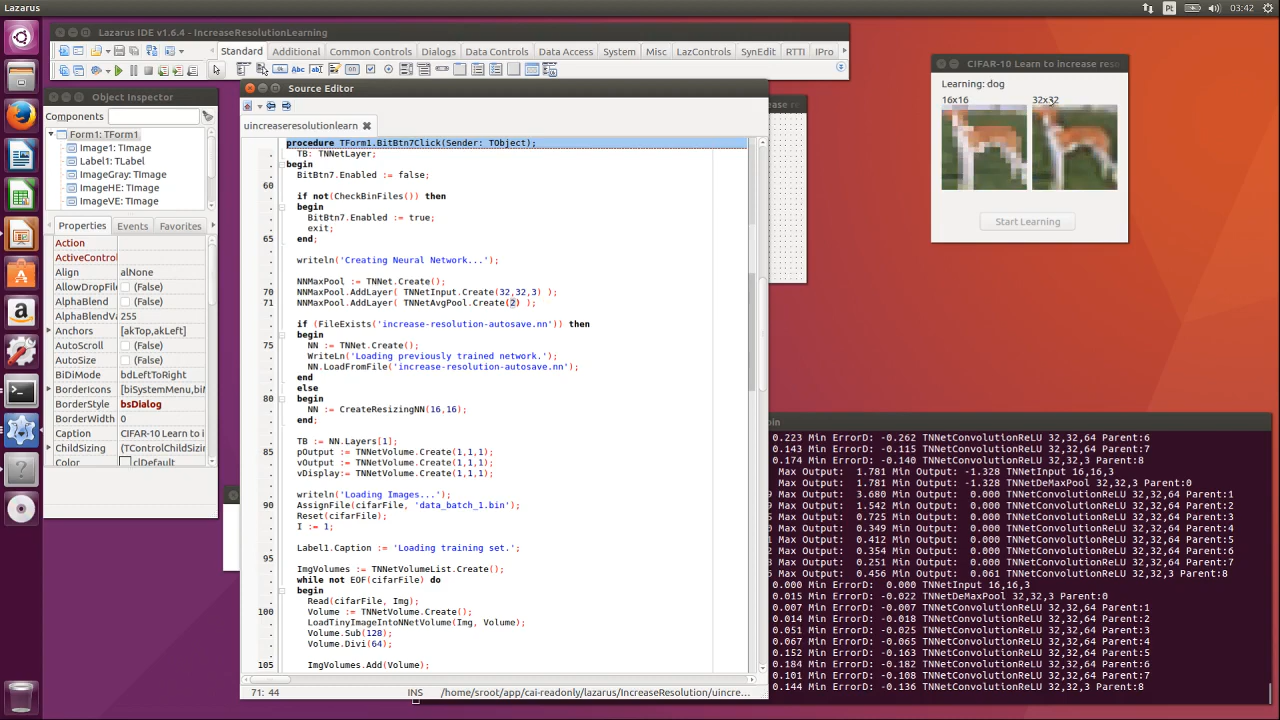 Lazarus
Pt
03:42
Lazarus IDE v1.6.4 - IncreaseResolutionLearning
Standard Additional Common Controls Dialogs Data Controls Data Access System Misc LazControls SynEdit RTTI IPro
Object Inspector
Components
Form1: TForm1
Image1: TImage
Label1: TLabel
ImageGray: TImage
ImageHE: TImage
ImageVE: TImage
Properties Events Favorites
Action
ActiveControl
Align alNone
AllowDropFile (False)
AlphaBlend (False)
AlphaBlendVa 255
Anchors [akTop,akLeft]
AutoScroll (False)
AutoSize (False)
BiDiMode bdLeftToRight
BorderIcons [biSystemMenu,biM
BorderStyle bsDialog
BorderWidth 0
Caption CIFAR-10 Learn to i
ChildSizing (TControlChildSizing
Color clDefault
Source Editor
uincreaseresolutionlearn
procedure TForm1.BitBtn7Click(Sender: TObject);
TB: TNNetLayer;
begin
BitBtn7.Enabled := false;
60
if not(CheckBinFiles()) then
begin
BitBtn7.Enabled := true;
exit;
65 end;
writeln('Creating Neural Network...');
NNMaxPool := TNNet.Create();
70 NNMaxPool.AddLayer( TNNetInput.Create(32,32,3) );
71 NNMaxPool.AddLayer( TNNetAvgPool.Create(2) );
if (FileExists('increase-resolution-autosave.nn')) then
begin
75 NN := TNNet.Create();
WriteLn('Loading previously trained network.');
NN.LoadFromFile('increase-resolution-autosave.nn');
end
else
80 begin
NN := CreateResizingNN(16,16);
end;
TB := NN.Layers[1];
85 pOutput := TNNetVolume.Create(1,1,1);
vOutput := TNNetVolume.Create(1,1,1);
vDisplay:= TNNetVolume.Create(1,1,1);
writeln('Loading Images...');
90 AssignFile(cifarFile, 'data_batch_1.bin');
Reset(cifarFile);
I := 1;
Label1.Caption := 'Loading training set.';
95
ImgVolumes := TNNetVolumeList.Create();
while not EOF(cifarFile) do
begin
Read(cifarFile, Img);
100 Volume := TNNetVolume.Create();
LoadTinyImageIntoNNetVolume(Img, Volume);
Volume.Sub(128);
Volume.Divi(64);
105 ImgVolumes.Add(Volume);
71: 44 INS /home/sroot/app/cai-readonly/lazarus/IncreaseResolution/uincre...
ease re
CIFAR-10 Learn to increase reso
Learning: dog
16x16 32x32
Start Learning
bin
0.223 Min ErrorD: -0.262 TNNetConvolutionReLU 32,32,64 Parent:6
0.143 Min ErrorD: -0.115 TNNetConvolutionReLU 32,32,64 Parent:7
0.174 Min ErrorD: -0.140 TNNetConvolutionReLU 32,32,3 Parent:8
Max Output: 1.781 Min Output: -1.328 TNNetInput 16,16,3
Max Output: 1.781 Min Output: -1.328 TNNetDeMaxPool 32,32,3 Parent:0
9 Max Output: 3.680 Min Output: 0.000 TNNetConvolutionReLU 32,32,64 Parent:1
2 Max Output: 1.542 Min Output: 0.000 TNNetConvolutionReLU 32,32,64 Parent:2
5 Max Output: 0.725 Min Output: 0.000 TNNetConvolutionReLU 32,32,64 Parent:3
4 Max Output: 0.349 Min Output: 0.000 TNNetConvolutionReLU 32,32,64 Parent:4
5 Max Output: 0.412 Min Output: 0.000 TNNetConvolutionReLU 32,32,64 Parent:5
2 Max Output: 0.354 Min Output: 0.000 TNNetConvolutionReLU 32,32,64 Parent:6
7 Max Output: 0.251 Min Output: 0.000 TNNetConvolutionReLU 32,32,64 Parent:7
5 Max Output: 0.456 Min Output: 0.061 TNNetConvolutionReLU 32,32,3 Parent:8
0.000 Min ErrorD: 0.000 TNNetInput 16,16,3
0.015 Min ErrorD: -0.022 TNNetDeMaxPool 32,32,3 Parent:0
0.007 Min ErrorD: -0.007 TNNetConvolutionReLU 32,32,64 Parent:1
0.014 Min ErrorD: -0.018 TNNetConvolutionReLU 32,32,64 Parent:2
0.051 Min ErrorD: -0.025 TNNetConvolutionReLU 32,32,64 Parent:3
0.067 Min ErrorD: -0.065 TNNetConvolutionReLU 32,32,64 Parent:4
0.152 Min ErrorD: -0.163 TNNetConvolutionReLU 32,32,64 Parent:5
0.184 Min ErrorD: -0.182 TNNetConvolutionReLU 32,32,64 Parent:6
0.101 Min ErrorD: -0.108 TNNetConvolutionReLU 32,32,64 Parent:7
0.144 Min ErrorD: -0.136 TNNetConvolutionReLU 32,32,3 Parent:8